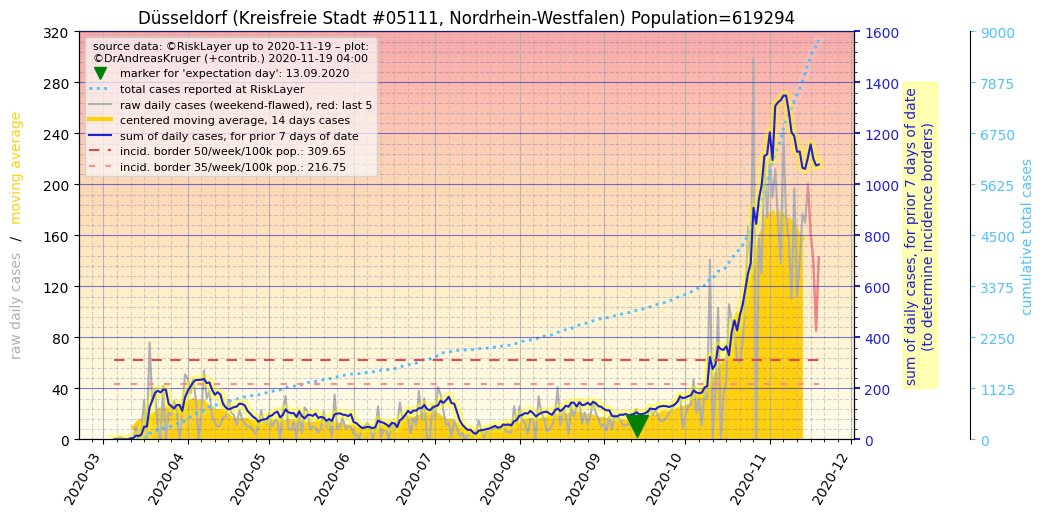 Düsseldorf (Kreisfreie Stadt #05111, Nordrhein-Westfalen) Population=619294
source data: ©RiskLayer up to 2020-11-19 – plot:
©DrAndreasKruger (+contrib.) 2020-11-19 04:00
marker for 'expectation day': 13.09.2020
total cases reported at RiskLayer
raw daily cases (weekend-flawed), red: last 5
centered moving average, 14 days cases
sum of daily cases, for prior 7 days of date
incid. border 50/week/100k pop.: 309.65
incid. border 35/week/100k pop.: 216.75
raw daily cases / moving average
320
280
240
200
160
120
80
40
0
1600
1400
1200
1000
800
600
400
200
0
sum of daily cases, for prior 7 days of date
(to determine incidence borders)
9000
7875
6750
5625
4500
3375
2250
1125
0
cumulative total cases
2020-03
2020-04
2020-05
2020-06
2020-07
2020-08
2020-09
2020-10
2020-11
2020-12